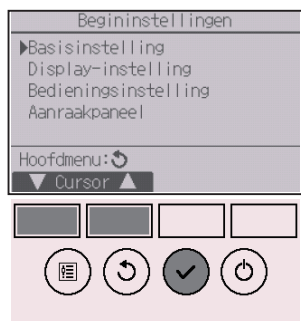 Begininstellingen
Basisinstelling
Display-instelling
Bedieningsinstelling
Aanraakpaneel
Hoofdmenu:
▼ Cursor ▲